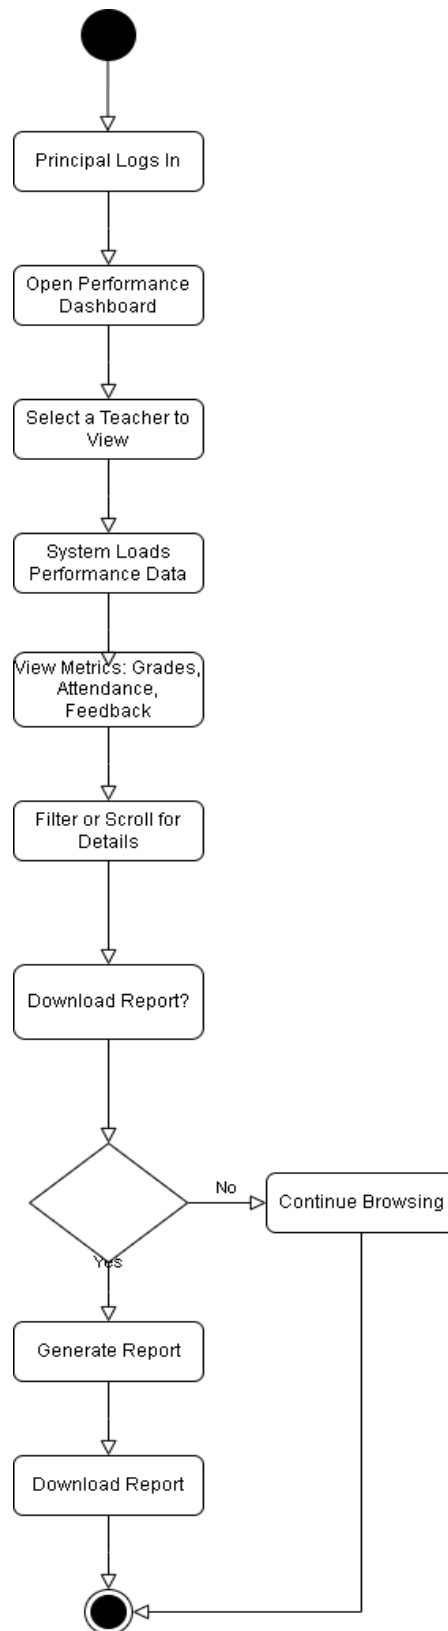 Principal Logs In
Open Performance
Dashboard
Select a Teacher to
View
System Loads
Performance Data
View Metrics: Grades,
Attendance,
Feedback
Filter or Scroll for
Details
Download Report?
No
Continue Browsing
Yes
Generate Report
Download Report